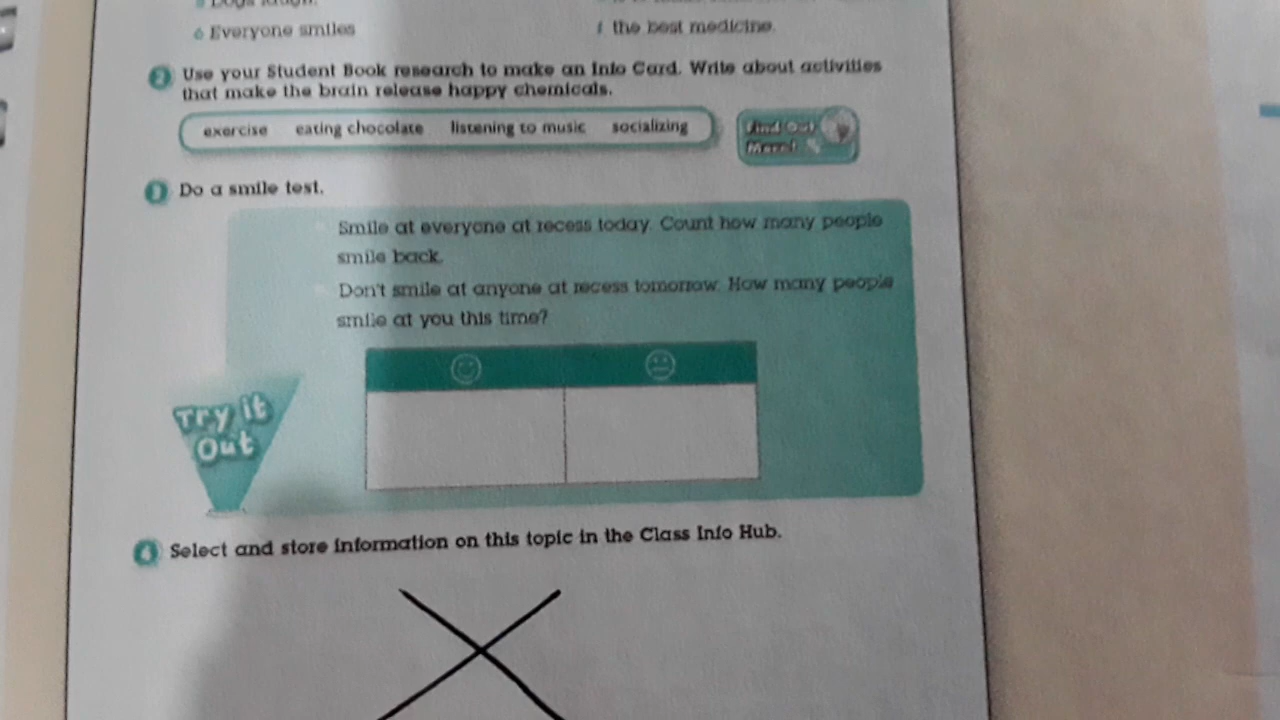 6 Everyone smiles
f the best medicine.
2 Use your Student Book research to make an Info Card. Write about activities
that make the brain release happy chemicals.
exercise eating chocolate listening to music socializing
Find Out
More!
3 Do a smile test.
Smile at everyone at recess today. Count how many people
smile back.
Don't smile at anyone at recess tomorrow. How many people
smile at you this time?
Try it
Out
4 Select and store information on this topic in the Class Info Hub.